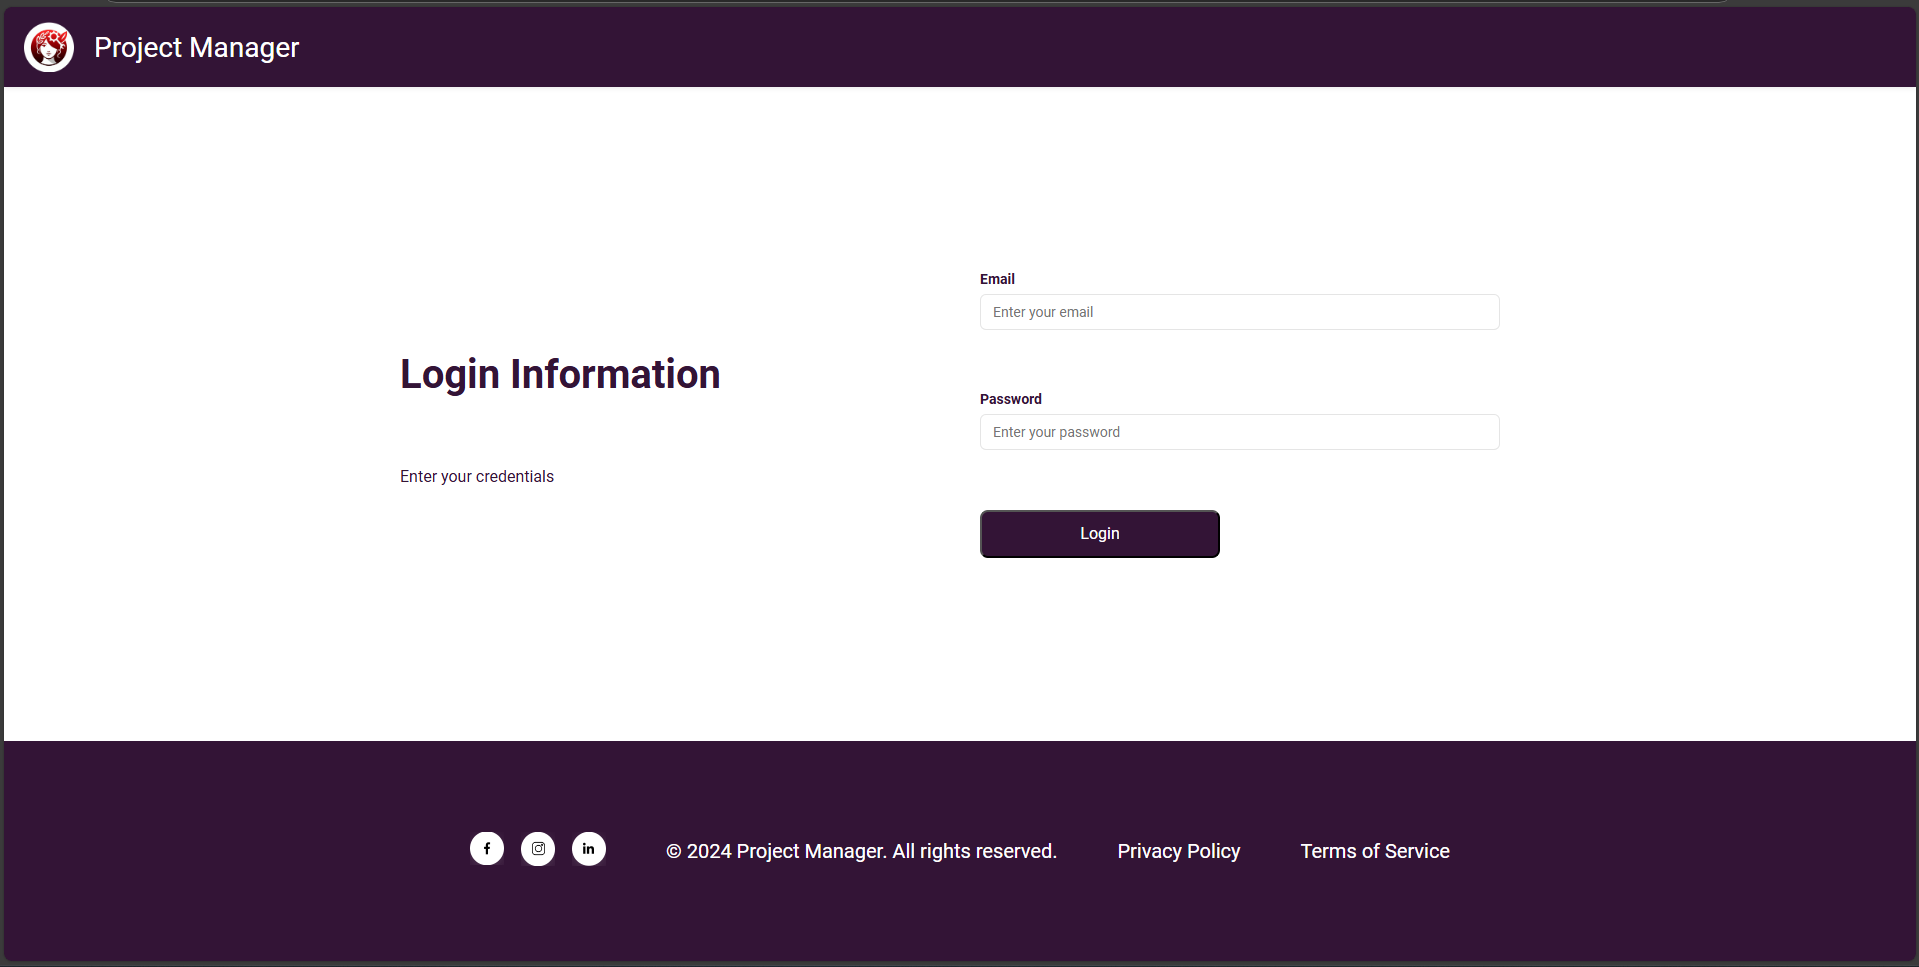 Project Manager
Login Information
Enter your credentials
Email
Enter your email
Password
Enter your password
Login
© 2024 Project Manager. All rights reserved.
Privacy Policy
Terms of Service